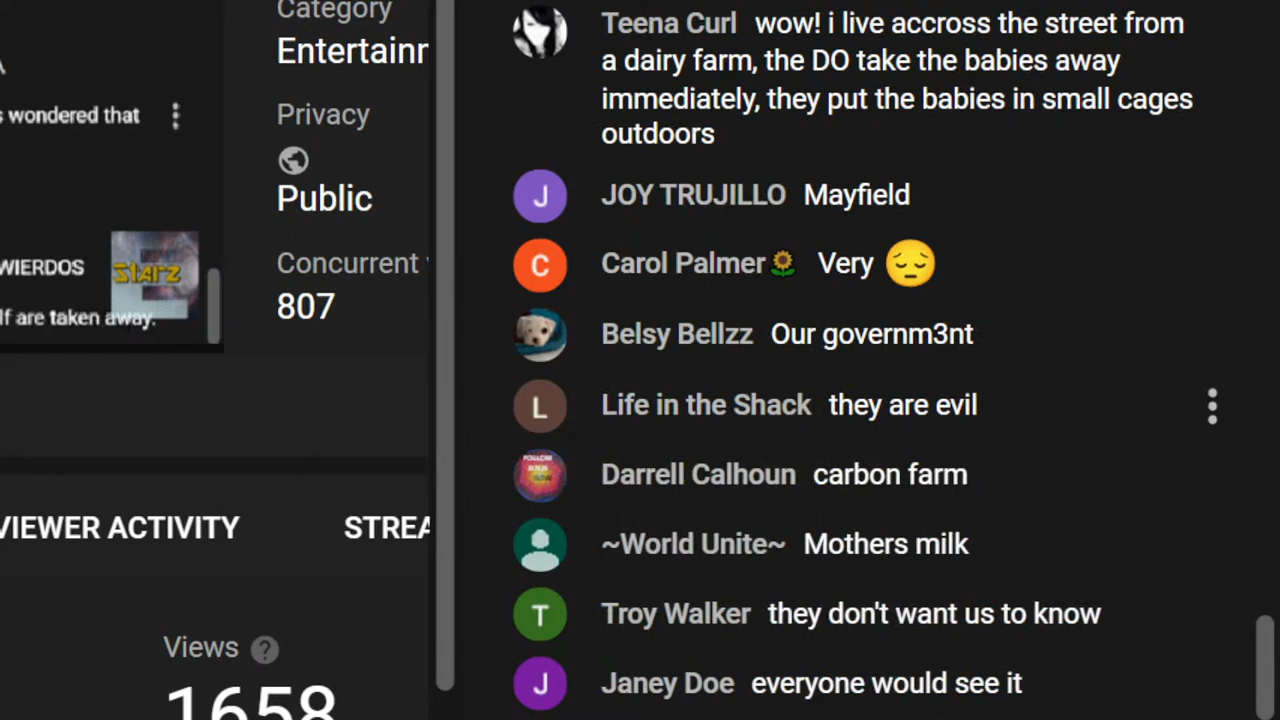 Category
Entertainn
s wondered that
Privacy
Public
WIERDOS
starz
Concurrent
lf are taken away.
807
VIEWER ACTIVITY
STREA
Views ?
1658
Teena Curl wow! i live accross the street from
a dairy farm, the DO take the babies away
immediately, they put the babies in small cages
outdoors
J JOY TRUJILLO Mayfield
C Carol Palmer🌻 Very 😔
Belsy Bellzz Our governm3nt
L Life in the Shack they are evil
Darrell Calhoun carbon farm
~World Unite~ Mothers milk
T Troy Walker they don't want us to know
J Janey Doe everyone would see it